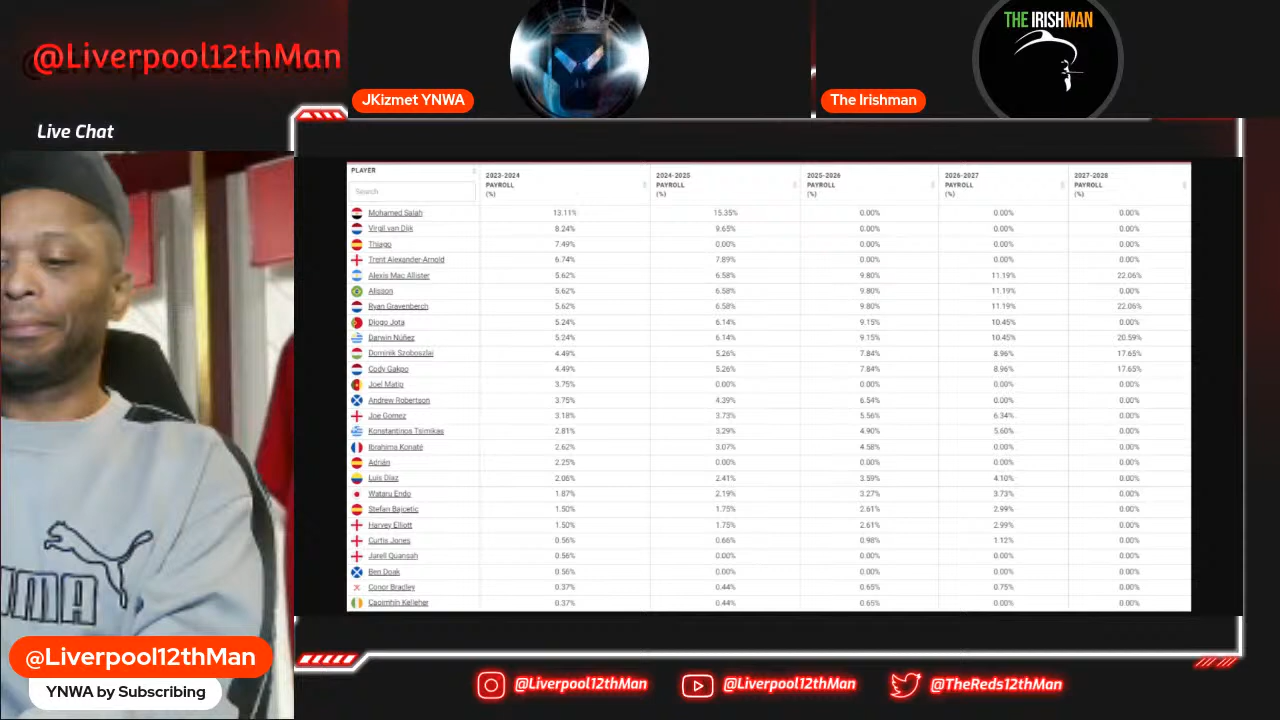 @Liverpool12thMan
THE IRISHMAN
JKizmet YNWA
The Irishman
Live Chat
PLAYER 2023-2024 PAYROLL (%) 2024-2025 PAYROLL (%) 2025-2026 PAYROLL (%) 2026-2027 PAYROLL (%) 2027-2028 PAYROLL (%)
Search
Mohamed Salah 13.11% 15.35% 0.00% 0.00% 0.00%
Virgil van Dijk 8.24% 9.65% 0.00% 0.00% 0.00%
Thiago 7.49% 0.00% 0.00% 0.00% 0.00%
Trent Alexander-Arnold 6.74% 7.89% 0.00% 0.00% 0.00%
Alexis Mac Allister 5.62% 6.58% 9.80% 11.19% 22.06%
Alisson 5.62% 6.58% 9.80% 11.19% 0.00%
Ryan Gravenberch 5.62% 6.58% 9.80% 11.19% 22.06%
Diogo Jota 5.24% 6.14% 9.15% 10.45% 0.00%
Darwin Núñez 5.24% 6.14% 9.15% 10.45% 20.59%
Dominik Szoboszlai 4.49% 5.26% 7.84% 8.96% 17.65%
Cody Gakpo 4.49% 5.26% 7.84% 8.96% 17.65%
Joel Matip 3.75% 0.00% 0.00% 0.00% 0.00%
Andrew Robertson 3.75% 4.39% 6.54% 0.00% 0.00%
Joe Gomez 3.18% 3.73% 5.56% 6.34% 0.00%
Konstantinos Tsimikas 2.81% 3.29% 4.90% 5.60% 0.00%
Ibrahima Konaté 2.62% 3.07% 4.58% 0.00% 0.00%
Adrián 2.25% 0.00% 0.00% 0.00% 0.00%
Luis Díaz 2.06% 2.41% 3.59% 4.10% 0.00%
Wataru Endo 1.87% 2.19% 3.27% 3.73% 0.00%
Stefan Bajcetic 1.50% 1.75% 2.61% 2.99% 0.00%
Harvey Elliott 1.50% 1.75% 2.61% 2.99% 0.00%
Curtis Jones 0.56% 0.66% 0.98% 1.12% 0.00%
Jarell Quansah 0.56% 0.00% 0.00% 0.00% 0.00%
Ben Doak 0.56% 0.00% 0.00% 0.00% 0.00%
Conor Bradley 0.37% 0.44% 0.65% 0.75% 0.00%
Caoimhin Kelleher 0.37% 0.44% 0.65% 0.00% 0.00%
UMA
@Liverpool12thMan
YNWA by Subscribing
@Liverpool12thMan @Liverpool12thMan @TheReds12thMan